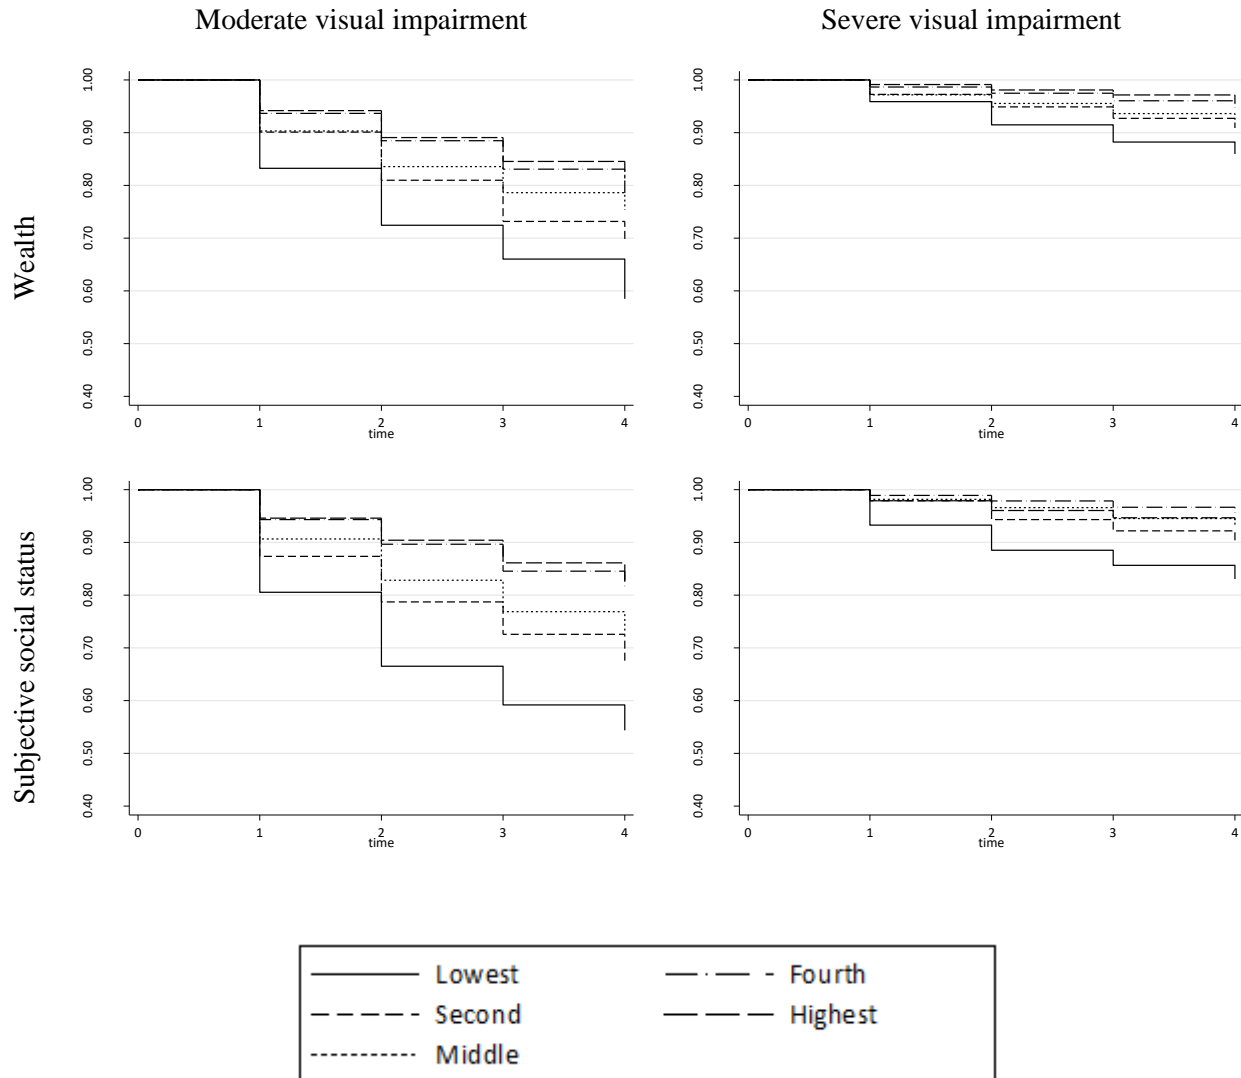 Moderate visual impairment
Severe visual impairment
Wealth
1.00
0.90
0.80
0.70
0.60
0.50
0.40
0 1 2 3 4
time
1.00
0.90
0.80
0.70
0.60
0.50
0.40
0 1 2 3 4
time
Subjective social status
1.00
0.90
0.80
0.70
0.60
0.50
0.40
0 1 2 3 4
time
1.00
0.90
0.80
0.70
0.60
0.50
0.40
0 1 2 3 4
time
Lowest Fourth
Second Highest
Middle